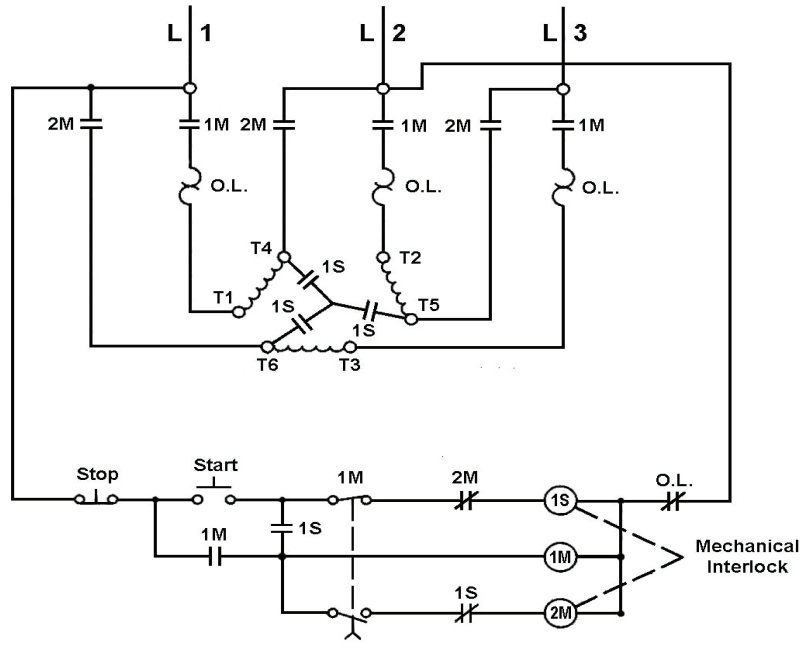 L 1 L 2 L 3
2M 1M 2M 1M 2M 1M
O.L. O.L. O.L.
T4 T2
1S
T1 1S T5
1S
T6 T3
Stop Start 1M 2M O.L.
1S
1M 1S
1M
Mechanical
Interlock
1S
2M